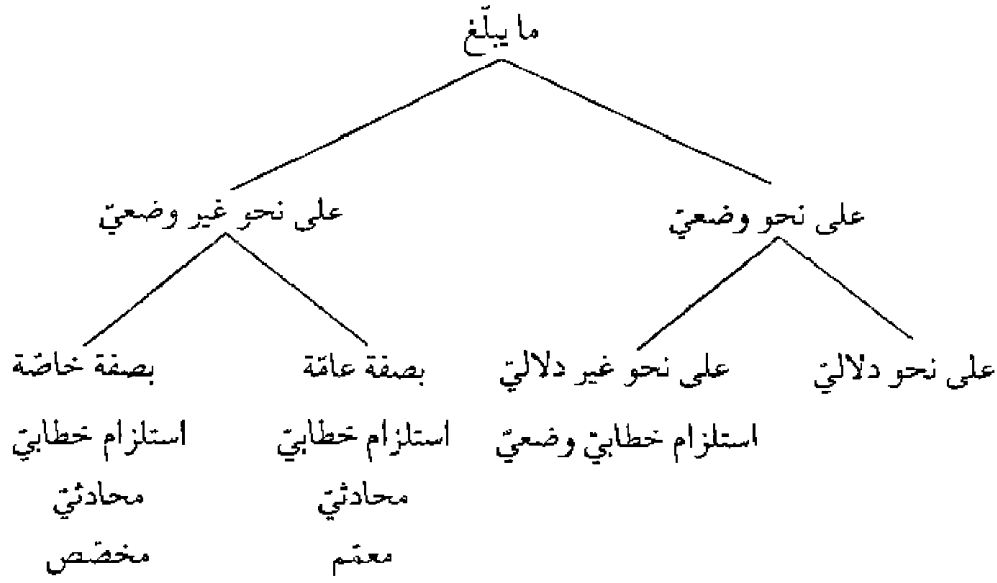 ما يبلّغ
على نحو وضعيّ
على نحو غير وضعيّ
على نحو دلاليّ
على نحو غير دلاليّ
بصفة عامّة
بصفة خاصّة
استلزام خطابيّ وضعيّ
استلزام خطابيّ
استلزام خطابيّ
محادثيّ
محادثيّ
معمّم
مخصّص